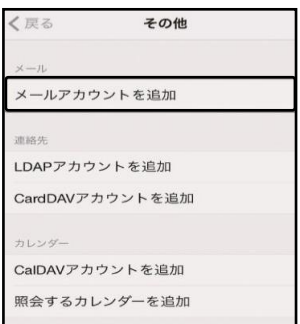 戻る その他
メール
メールアカウントを追加
連絡先
LDAPアカウントを追加
CardDAVアカウントを追加
カレンダー
CalDAVアカウントを追加
照会するカレンダーを追加